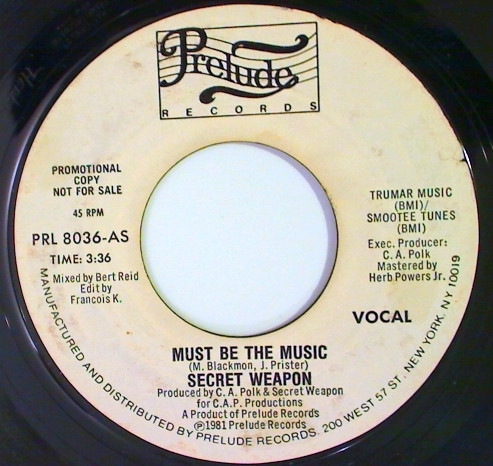 Prelude
RECORDS
PROMOTIONAL
COPY
NOT FOR SALE
45 RPM
PRL 8036-AS
TIME: 3:36
Mixed by Bert Reid
Edit by
Francois K.
TRUMAR MUSIC
(BMI)/
SMOOTEE TUNES
(BMI)
Exec. Producer:
C. A. Polk
Mastered by
Herb Powers Jr.
VOCAL
MUST BE THE MUSIC
(M. Blackmon, J. Prister)
SECRET WEAPON
Produced by C. A. Polk & Secret Weapon
for C.A.P. Productions
A Product of Prelude Records
℗1981 Prelude Records
MANUFACTURED AND DISTRIBUTED BY PRELUDE RECORDS. 200 WEST 57 ST. NEW YORK, NY 10019